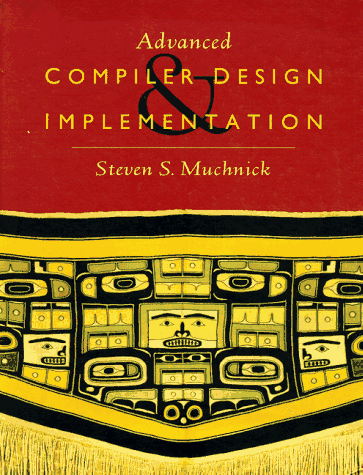 Advanced
COMPILER DESIGN
&
IMPLEMENTATION
Steven S. Muchnick